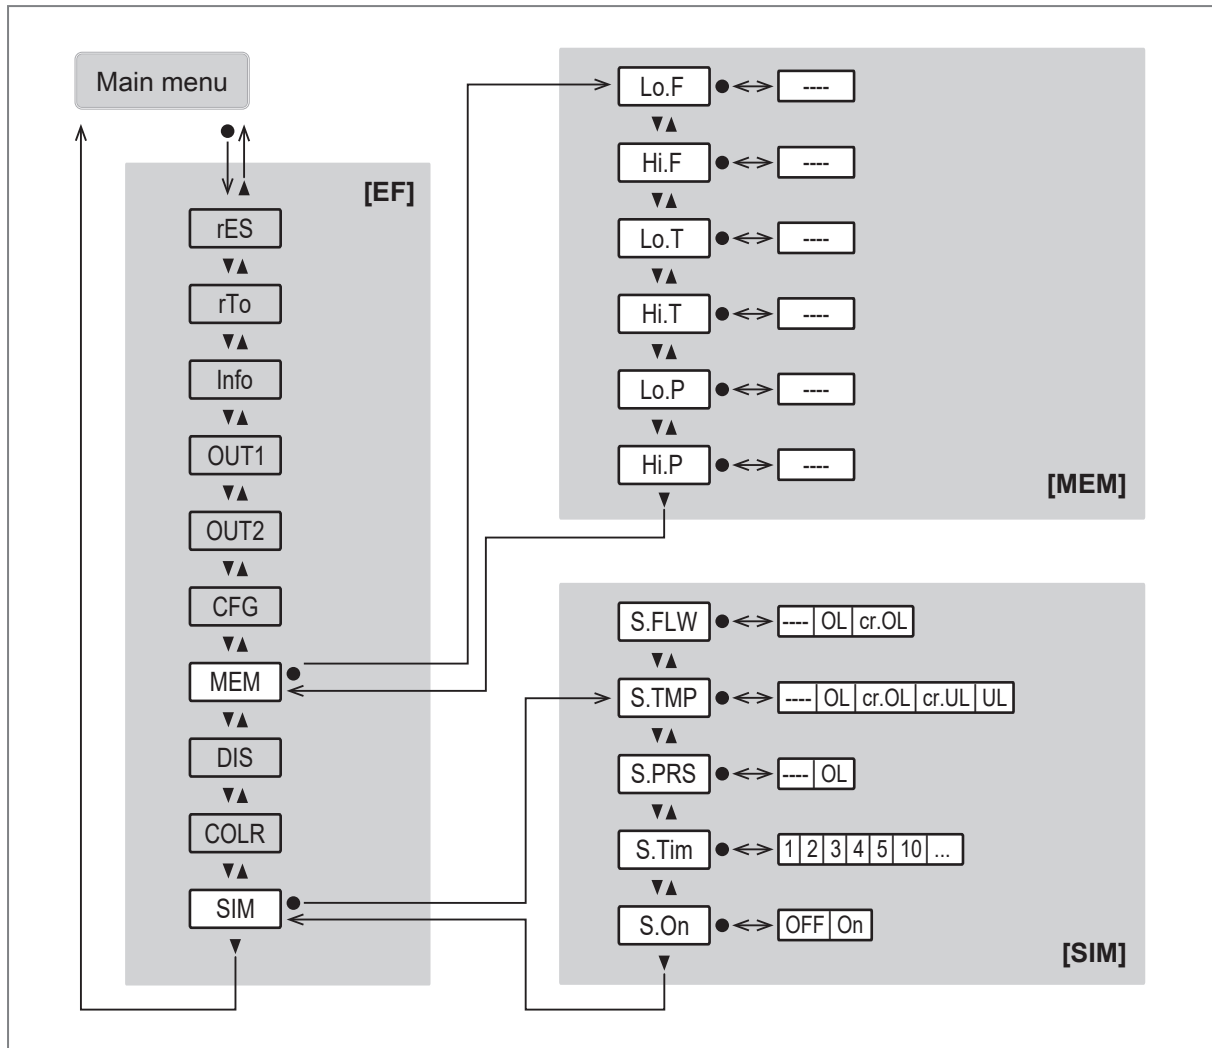 Main menu
[EF]
rES
rTo
Info
OUT1
OUT2
CFG
MEM
DIS
COLR
SIM
Lo.F ----
Hi.F ----
Lo.T ----
Hi.T ----
Lo.P ----
Hi.P ----
[MEM]
S.FLW ---- OL cr.OL
S.TMP ---- OL cr.OL cr.UL UL
S.PRS ---- OL
S.Tim 1 2 3 4 5 10 ...
S.On OFF On
[SIM]